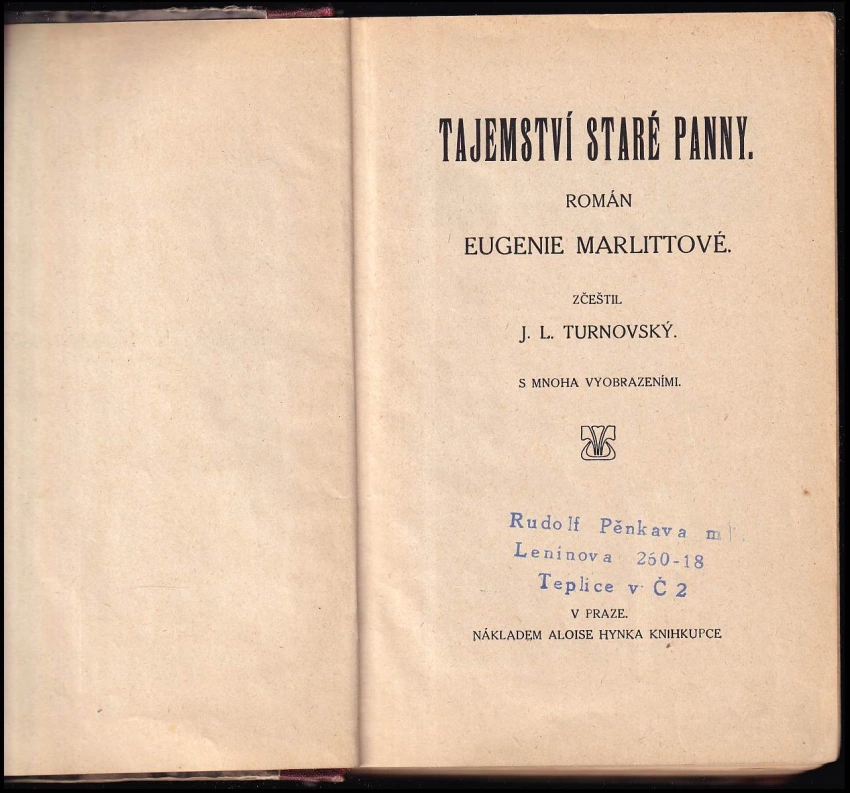 TAJEMSTVÍ STARÉ PANNY.
ROMÁN
EUGENIE MARLITTOVÉ.
ZČEŠTIL
J. L. TURNOVSKÝ.
S MNOHA VYOBRAZENÍMI.
Rudolf Pěnkava
Leninova 260-18
Teplice v Č 2
V PRAZE.
NÁKLADEM ALOISE HYNKA KNIHKUPCE